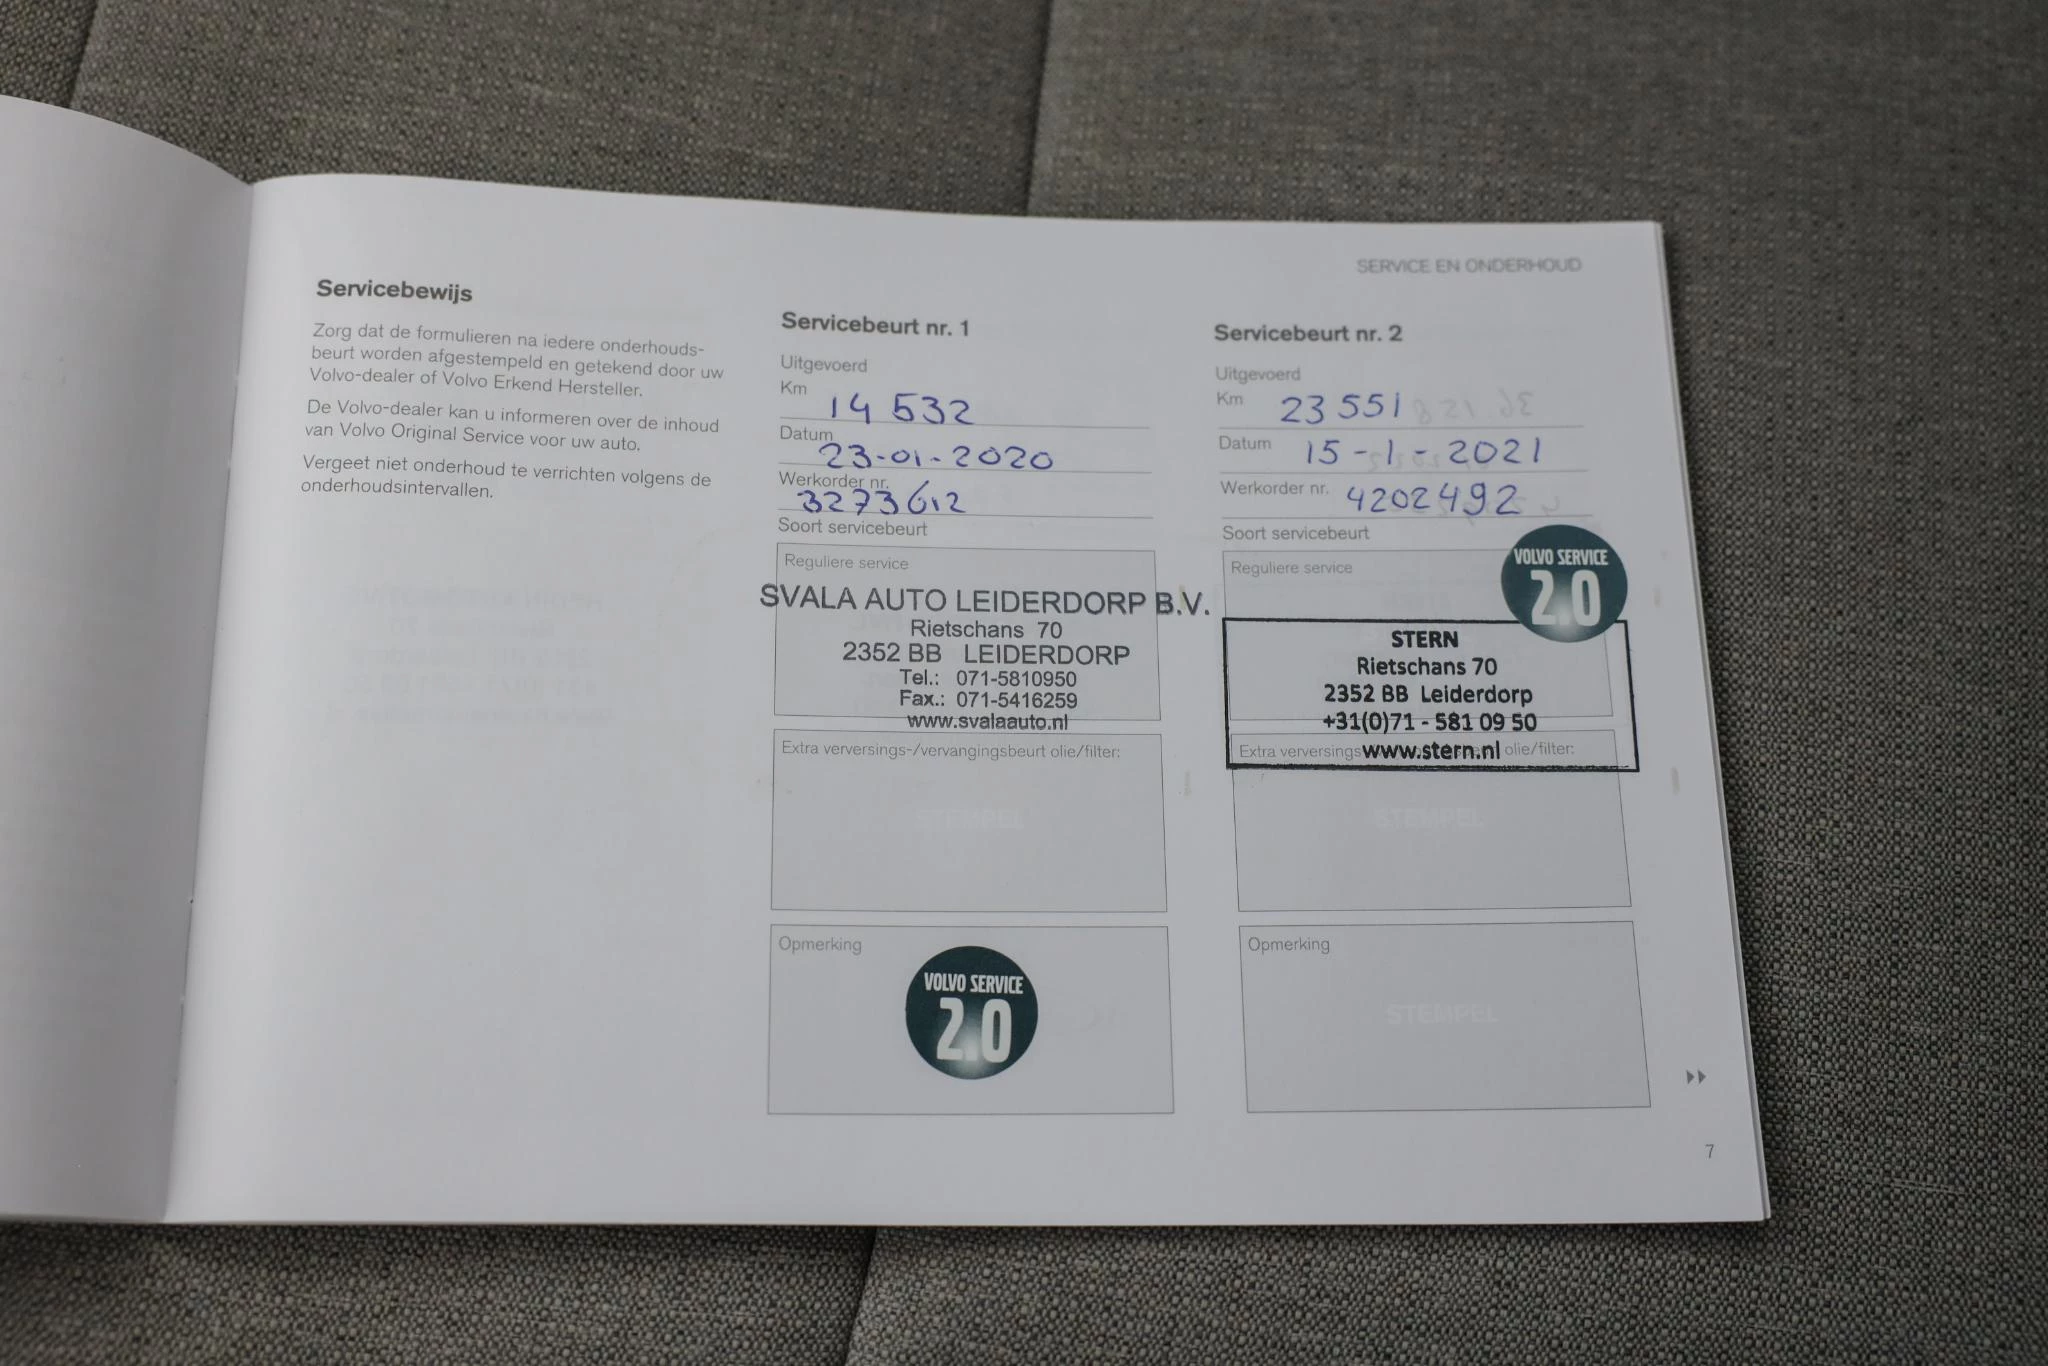 SERVICE EN ONDERHOUD
Servicebewijs
Zorg dat de formulieren na iedere onderhouds-
beurt worden afgestempeld en getekend door uw
Volvo-dealer of Volvo Erkend Hersteller.
De Volvo-dealer kan u informeren over de inhoud
van Volvo Original Service voor uw auto.
Vergeet niet onderhoud te verrichten volgens de
onderhoudsintervallen.
Servicebeurt nr. 1
Uitgevoerd
Km 14 532
Datum 23-01-2020
Werkorder nr. 3273612
Soort servicebeurt
Reguliere service
SVALA AUTO LEIDERDORP B.V.
Rietschans 70
2352 BB LEIDERDORP
Tel.: 071-5810950
Fax.: 071-5416259
www.svalaauto.nl
Extra verversings-/vervangingsbeurt olie/filter:
STEMPEL
Opmerking
VOLVO SERVICE
2.0
Servicebeurt nr. 2
Uitgevoerd
Km 23 551
Datum 15-1-2021
Werkorder nr. 4202492
Soort servicebeurt
Reguliere service
VOLVO SERVICE
2.0
STERN
Rietschans 70
2352 BB Leiderdorp
+31(0)71 - 581 09 50
www.stern.nl
Extra verversings olie/filter:
STEMPEL
Opmerking
STEMPEL
7